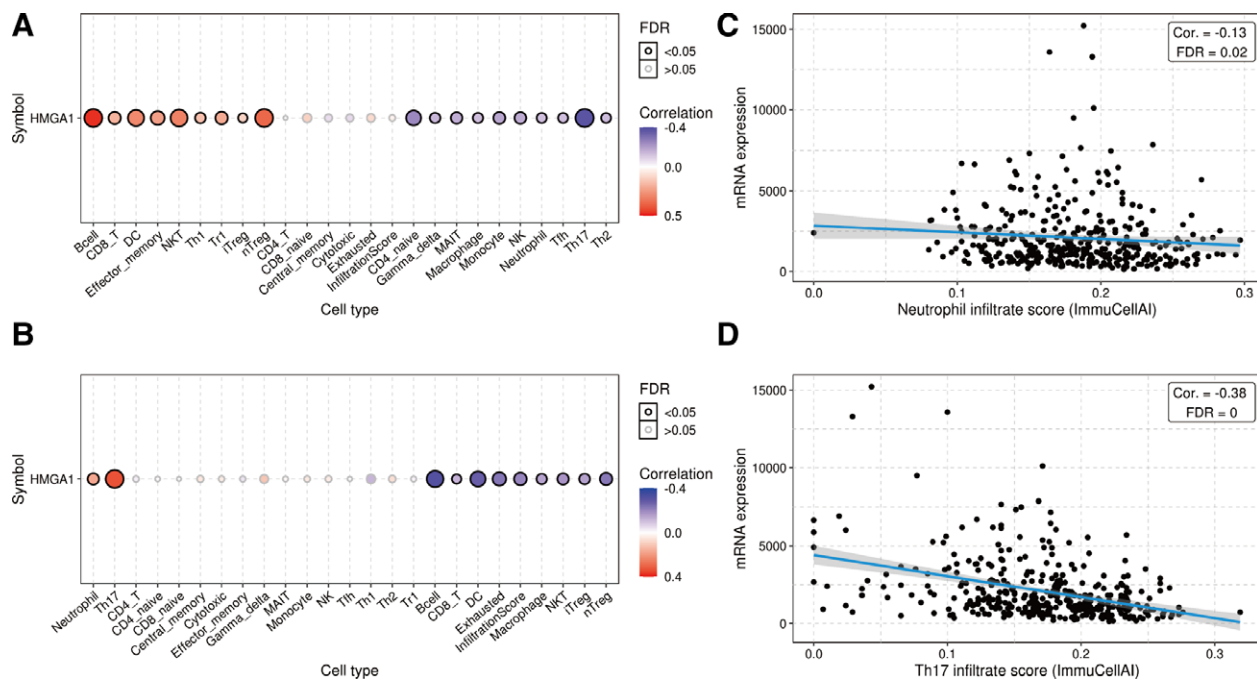 A
Symbol
HMGA1
Bcell
CD8_T
DC
Effector_memory
NKT
Th1
Tr1
iTreg
nTreg
CD4_T
CD8_naive
Central_memory
Cytotoxic
Exhausted
InfiltrationScore
CD4_naive
Gamma_delta
MAIT
Macrophage
Monocyte
NK
Neutrophil
Tfh
Th17
Th2
Cell type
FDR
<0.05
>0.05
Correlation
-0.4
0.0
0.5
C
mRNA expression
15000
10000
5000
0
Cor. = -0.13
FDR = 0.02
0.0
0.1
0.2
0.3
Neutrophil infiltrate score (ImmuCellAI)
B
Symbol
HMGA1
Neutrophil
Th17
CD4_T
CD4_naive
CD8_naive
Central_memory
Cytotoxic
Effector_memory
Gamma_delta
MAIT
Monocyte
NK
Tfh
Th1
Th2
Tr1
Bcell
CD8_T
DC
Exhausted
InfiltrationScore
Macrophage
NKT
iTreg
nTreg
Cell type
FDR
<0.05
>0.05
Correlation
-0.4
0.0
0.4
D
mRNA expression
15000
10000
5000
0
Cor. = -0.38
FDR = 0
0.0
0.1
0.2
0.3
Th17 infiltrate score (ImmuCellAI)